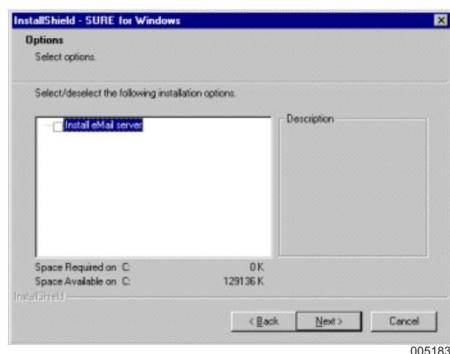 InstallShield - SURE for Windows
Options
Select options.
Select/deselect the following installation options.
Install eMail server
Description
Space Required on C: 0 K
Space Available on C: 129136 K
InstallShield
< Back Next > Cancel
005183